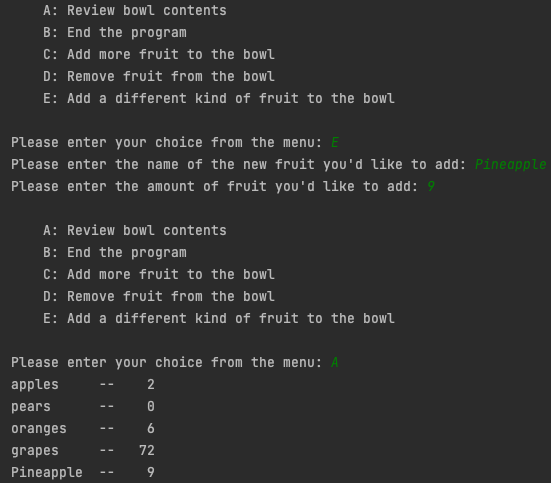 A: Review bowl contents
B: End the program
C: Add more fruit to the bowl
D: Remove fruit from the bowl
E: Add a different kind of fruit to the bowl
Please enter your choice from the menu: E
Please enter the name of the new fruit you'd like to add: Pineapple
Please enter the amount of fruit you'd like to add: 9
A: Review bowl contents
B: End the program
C: Add more fruit to the bowl
D: Remove fruit from the bowl
E: Add a different kind of fruit to the bowl
Please enter your choice from the menu: A
apples     --    2
pears      --    0
oranges    --    6
grapes     --   72
Pineapple  --    9